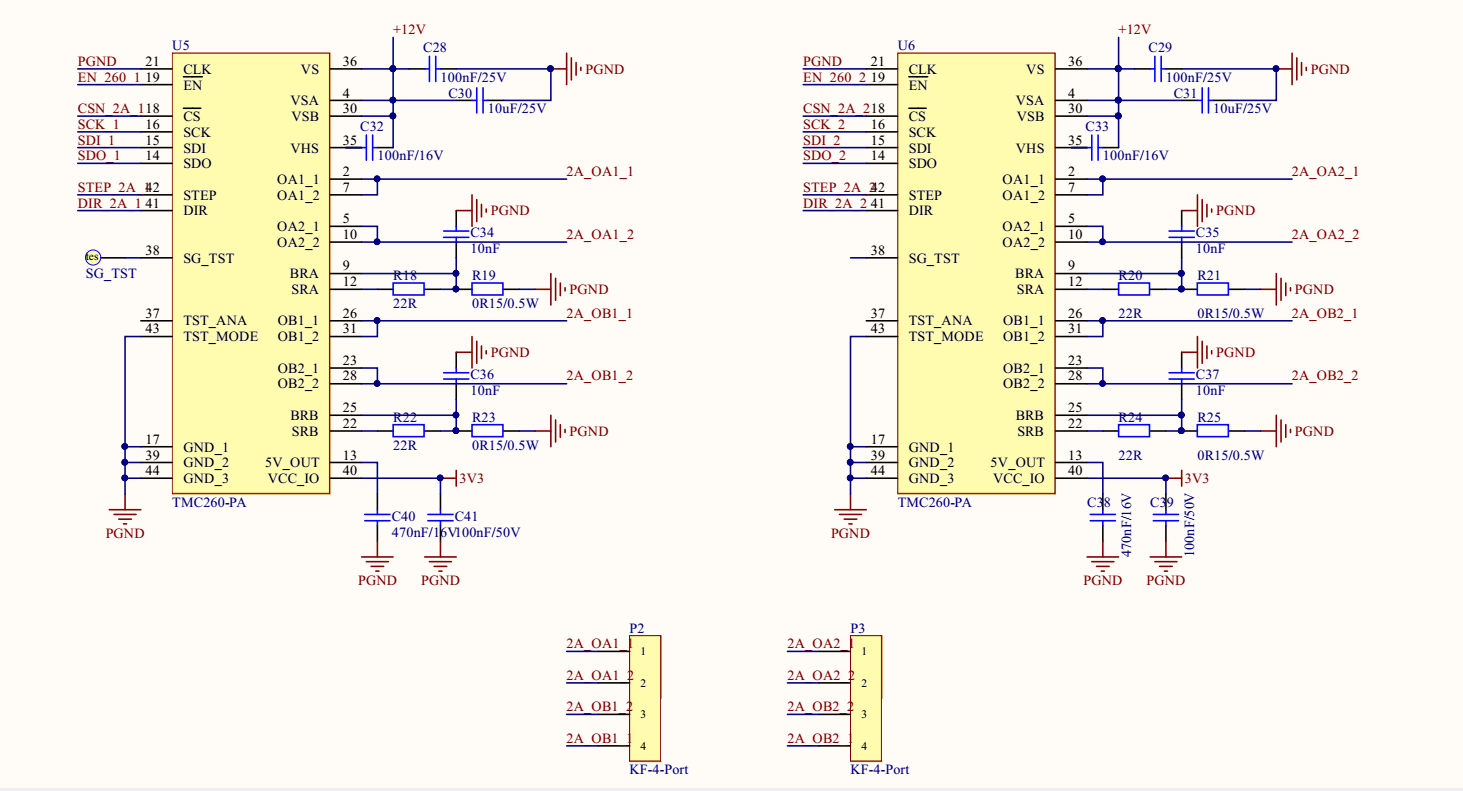 +12V
U5
PGND 21 CLK
EN_260_1 19 EN
CSN_2A_1 18 CS
SCK_1 16 SCK
SDI_1 15 SDI
SDO_1 14 SDO
STEP_2A_1 42 STEP
DIR_2A_1 41 DIR
SG_TST 38 SG_TST
37 TST_ANA
43 TST_MODE
17 GND_1
39 GND_2
44 GND_3
TMC260-PA
PGND
VS 36
VSA 4
VSB 30
VHS 35
OA1_1 2
OA1_2 7
OA2_1 5
OA2_2 10
BRA 9
SRA 12
OB1_1 26
OB1_2 31
OB2_1 23
OB2_2 28
BRB 25
SRB 22
5V_OUT 13
VCC_IO 40
C28
100nF/25V
PGND
C30
10uF/25V
C32
100nF/16V
2A_OA1_1
PGND
C34
10nF
2A_OA1_2
R18
22R
R19
0R15/0.5W
PGND
2A_OB1_1
PGND
C36
10nF
2A_OB1_2
R22
22R
R23
0R15/0.5W
PGND
3V3
C40
470nF/16V
PGND
C41
100nF/50V
PGND
+12V
U6
PGND 21 CLK
EN_260_2 19 EN
CSN_2A_2 18 CS
SCK_2 16 SCK
SDI_2 15 SDI
SDO_2 14 SDO
STEP_2A_2 42 STEP
DIR_2A_2 41 DIR
38 SG_TST
37 TST_ANA
43 TST_MODE
17 GND_1
39 GND_2
44 GND_3
TMC260-PA
PGND
VS 36
VSA 4
VSB 30
VHS 35
OA1_1 2
OA1_2 7
OA2_1 5
OA2_2 10
BRA 9
SRA 12
OB1_1 26
OB1_2 31
OB2_1 23
OB2_2 28
BRB 25
SRB 22
5V_OUT 13
VCC_IO 40
C29
100nF/25V
PGND
C31
10uF/25V
C33
100nF/16V
2A_OA2_1
PGND
C35
10nF
2A_OA2_2
R20
22R
R21
0R15/0.5W
PGND
2A_OB2_1
PGND
C37
10nF
2A_OB2_2
R24
22R
R25
0R15/0.5W
PGND
3V3
C38
470nF/16V
PGND
C39
100nF/50V
PGND
P2
2A_OA1_1 1
2A_OA1_2 2
2A_OB1_2 3
2A_OB1_1 4
KF-4-Port
P3
2A_OA2_1 1
2A_OA2_2 2
2A_OB2_2 3
2A_OB2_1 4
KF-4-Port